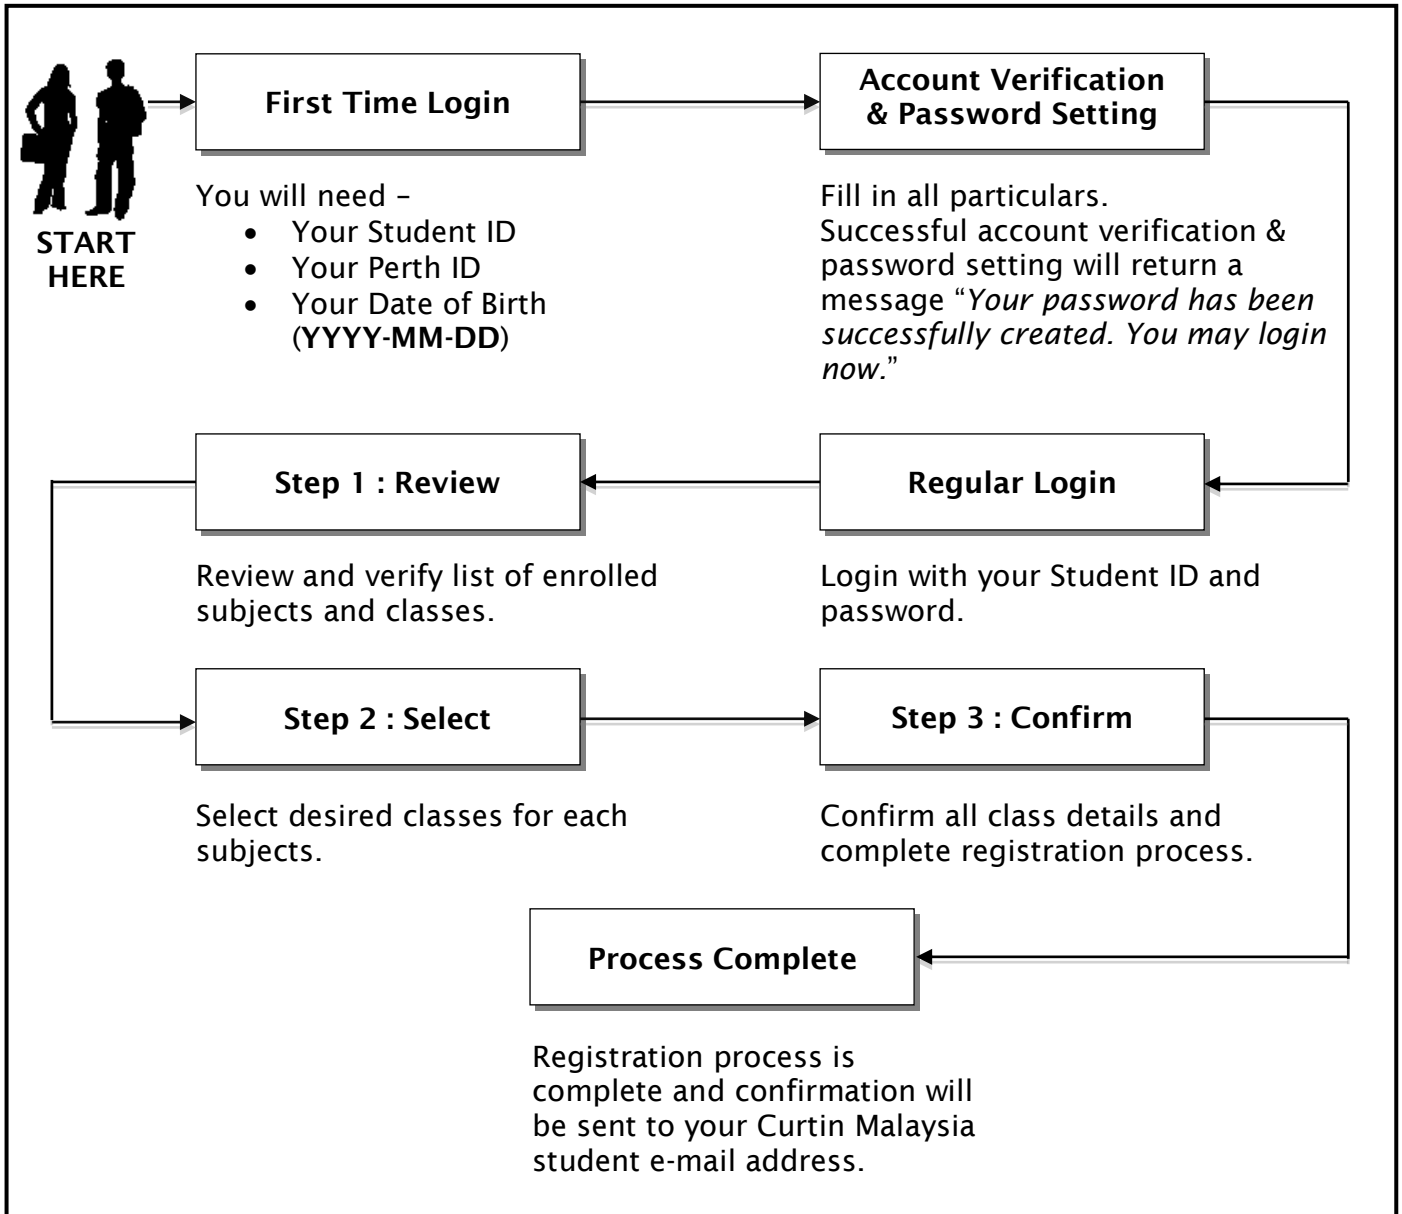 START
HERE
First Time Login
You will need –
• Your Student ID
• Your Perth ID
• Your Date of Birth
(YYYY-MM-DD)
Account Verification
& Password Setting
Fill in all particulars.
Successful account verification &
password setting will return a
message “Your password has been
successfully created. You may login
now.”
Regular Login
Login with your Student ID and
password.
Step 1 : Review
Review and verify list of enrolled
subjects and classes.
Step 2 : Select
Select desired classes for each
subjects.
Step 3 : Confirm
Confirm all class details and
complete registration process.
Process Complete
Registration process is
complete and confirmation will
be sent to your Curtin Malaysia
student e-mail address.